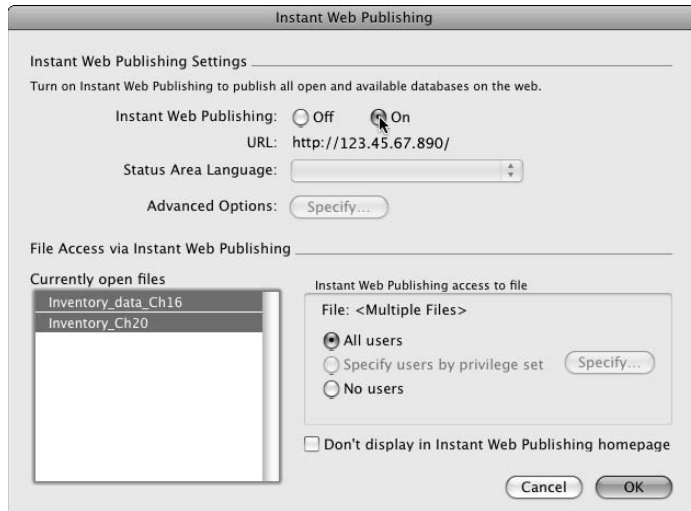 Instant Web Publishing
Instant Web Publishing Settings
Turn on Instant Web Publishing to publish all open and available databases on the web.
Instant Web Publishing: Off On
URL: http://123.45.67.890/
Status Area Language:
Advanced Options: Specify...
File Access via Instant Web Publishing
Currently open files
Inventory_data_Ch16
Inventory_Ch20
Instant Web Publishing access to file
File: <Multiple Files>
All users
Specify users by privilege set Specify...
No users
Don't display in Instant Web Publishing homepage
Cancel OK